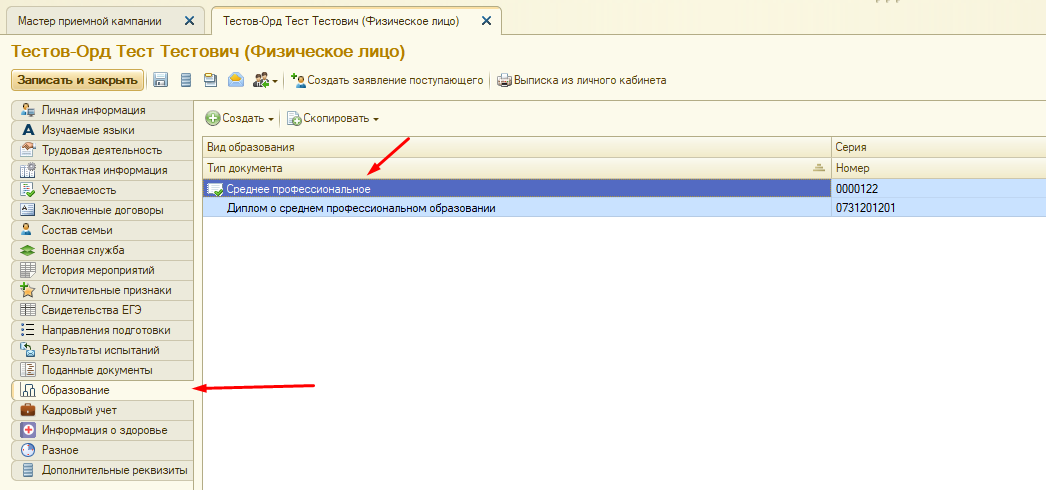 Мастер приемной кампании
Тестов-Орд Тест Тестович (Физическое лицо)
Тестов-Орд Тест Тестович (Физическое лицо)
Записать и закрыть
Создать заявление поступающего
Выписка из личного кабинета
Личная информация
Изучаемые языки
Трудовая деятельность
Контактная информация
Успеваемость
Заключенные договоры
Состав семьи
Военная служба
История мероприятий
Отличительные признаки
Свидетельства ЕГЭ
Направления подготовки
Результаты испытаний
Поданные документы
Образование
Кадровый учет
Информация о здоровье
Разное
Дополнительные реквизиты
Создать
Скопировать
Вид образования
Серия
Тип документа
Номер
Среднее профессиональное
0000122
Диплом о среднем профессиональном образовании
0731201201